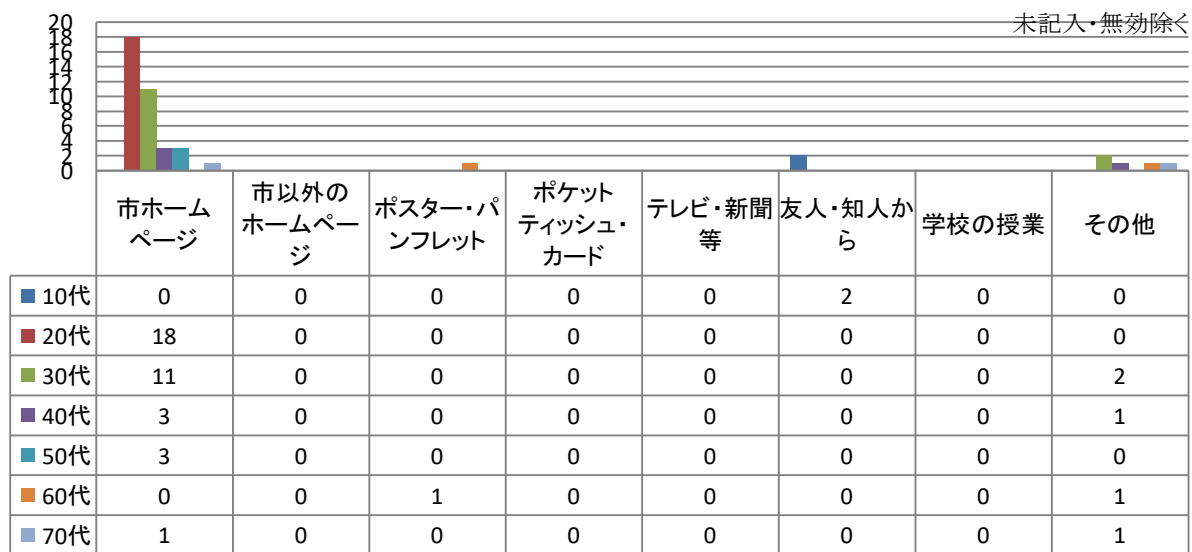 未記入・無効除く
20
18
16
14
12
10
8
6
4
2
0
市ホーム
ページ
市以外の
ホームペー
ジ
ポスター・パ
ンフレット
ポケット
ティッシュ・
カード
テレビ・新聞
等
友人・知人か
ら
学校の授業
その他
10代 0 0 0 0 0 2 0 0
20代 18 0 0 0 0 0 0 0
30代 11 0 0 0 0 0 0 2
40代 3 0 0 0 0 0 0 1
50代 3 0 0 0 0 0 0 0
60代 0 0 1 0 0 0 0 1
70代 1 0 0 0 0 0 0 1